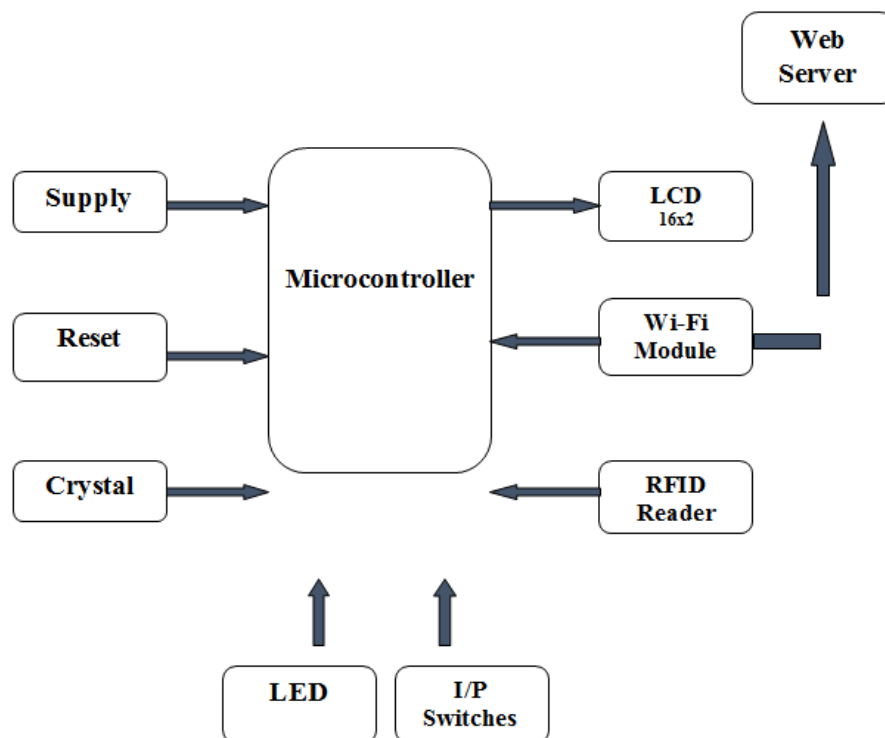 Web
Server
Supply
LCD
16x2
Microcontroller
Reset
Wi-Fi
Module
Crystal
RFID
Reader
LED
I/P
Switches